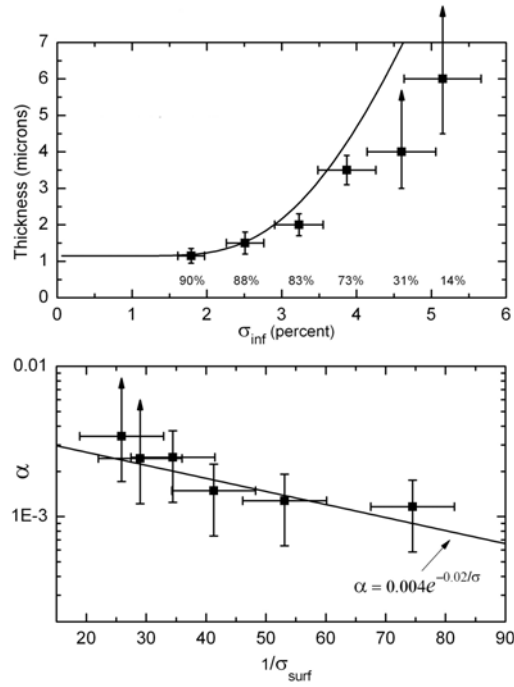 7
6
5
4
3
2
1
0
Thickness (microns)
90% 88% 83% 73% 31% 14%
0 1 2 3 4 5 6
σinf (percent)
0.01
1E-3
α
α = 0.004e−0.02/σ
20 30 40 50 60 70 80 90
1/σsurf